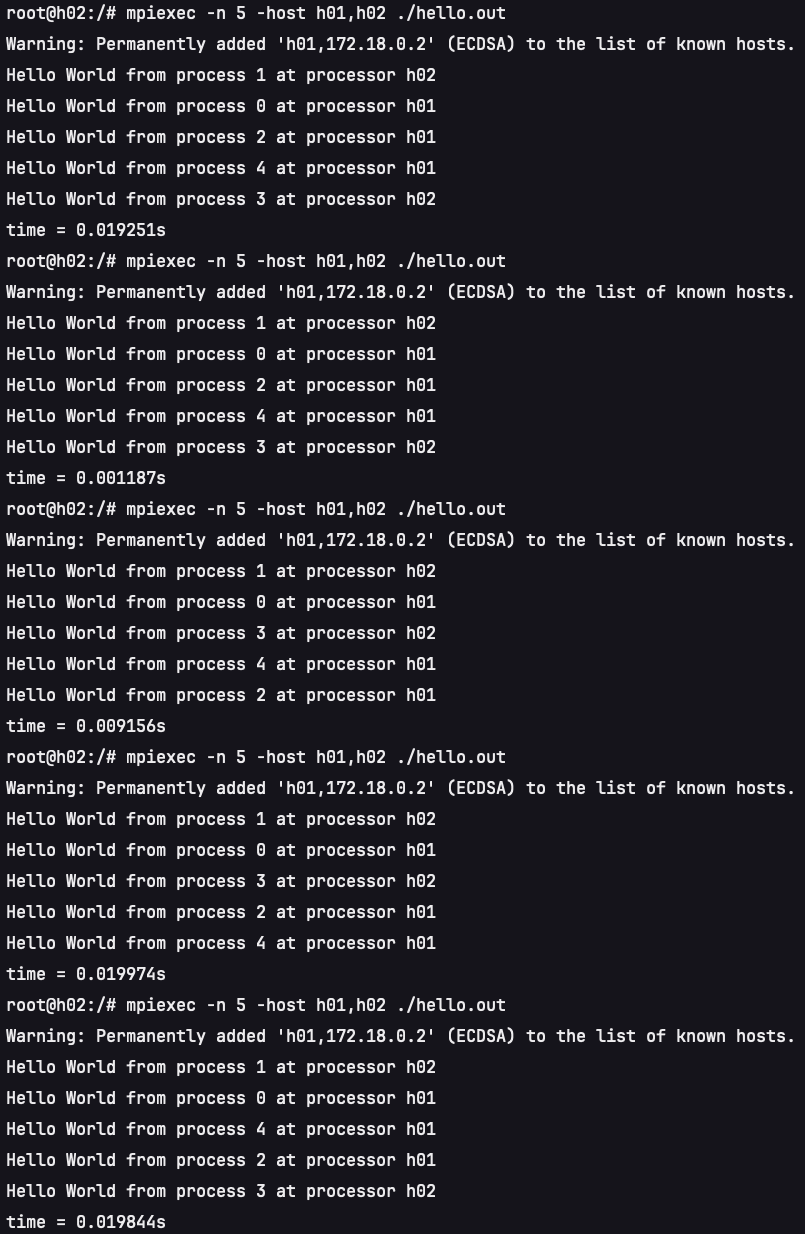 root@h02:/# mpiexec -n 5 -host h01,h02 ./hello.out
Warning: Permanently added 'h01,172.18.0.2' (ECDSA) to the list of known hosts.
Hello World from process 1 at processor h02
Hello World from process 0 at processor h01
Hello World from process 2 at processor h01
Hello World from process 4 at processor h01
Hello World from process 3 at processor h02
time = 0.019251s
root@h02:/# mpiexec -n 5 -host h01,h02 ./hello.out
Warning: Permanently added 'h01,172.18.0.2' (ECDSA) to the list of known hosts.
Hello World from process 1 at processor h02
Hello World from process 0 at processor h01
Hello World from process 2 at processor h01
Hello World from process 4 at processor h01
Hello World from process 3 at processor h02
time = 0.001187s
root@h02:/# mpiexec -n 5 -host h01,h02 ./hello.out
Warning: Permanently added 'h01,172.18.0.2' (ECDSA) to the list of known hosts.
Hello World from process 1 at processor h02
Hello World from process 0 at processor h01
Hello World from process 3 at processor h02
Hello World from process 4 at processor h01
Hello World from process 2 at processor h01
time = 0.009156s
root@h02:/# mpiexec -n 5 -host h01,h02 ./hello.out
Warning: Permanently added 'h01,172.18.0.2' (ECDSA) to the list of known hosts.
Hello World from process 1 at processor h02
Hello World from process 0 at processor h01
Hello World from process 3 at processor h02
Hello World from process 2 at processor h01
Hello World from process 4 at processor h01
time = 0.019974s
root@h02:/# mpiexec -n 5 -host h01,h02 ./hello.out
Warning: Permanently added 'h01,172.18.0.2' (ECDSA) to the list of known hosts.
Hello World from process 1 at processor h02
Hello World from process 0 at processor h01
Hello World from process 4 at processor h01
Hello World from process 2 at processor h01
Hello World from process 3 at processor h02
time = 0.019844s